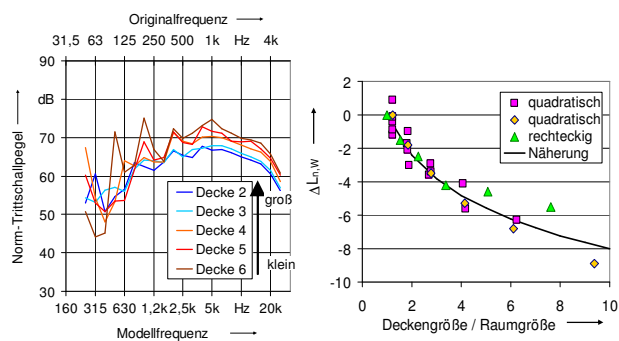 Originalfrequenz
31,5 63 125 250 500 1k Hz 4k
90
dB
80
70
60
50
40
30
Norm-Trittschallpegel
Decke 2
Decke 3
Decke 4
Decke 5
Decke 6
groß
klein
160 315 630 1,2k 2,5k 5k 20k
Modellfrequenz
2
0
-2
-4
-6
-8
-10
ΔLn,W
quadratisch
quadratisch
rechteckig
Näherung
0 2 4 6 8 10
Deckengröße / Raumgröße